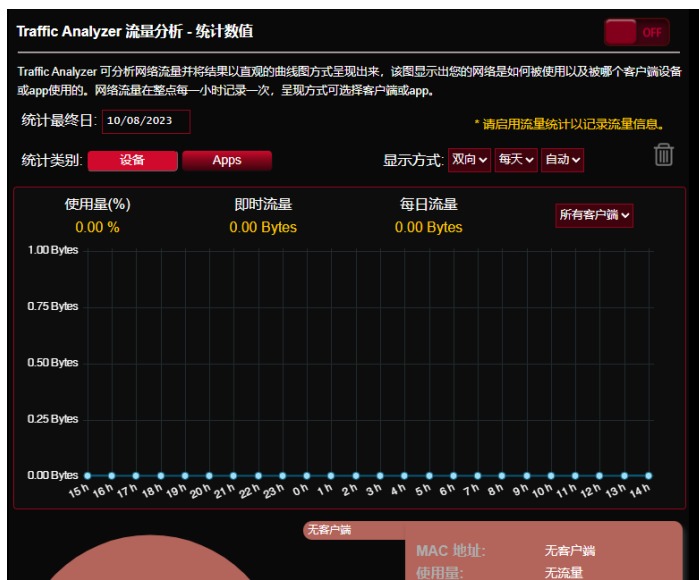 Traffic Analyzer 流量分析 - 统计数值
OFF
Traffic Analyzer 可分析网络流量并将结果以直观的曲线图方式呈现出来，该图显示出您的网络是如何被使用以及被哪个客户端设备
或app使用的。网络流量在整点每一小时记录一次，呈现方式可选择客户端或app。
统计最终日: 10/08/2023
* 请启用流量统计以记录流量信息。
统计类别: 设备 Apps 显示方式: 双向 每天 自动
使用量(%) 即时流量 每日流量
0.00 % 0.00 Bytes 0.00 Bytes
所有客户端
1.00 Bytes
0.75 Bytes
0.50 Bytes
0.25 Bytes
0.00 Bytes
15 h 16 h 17 h 18 h 19 h 20 h 21 h 22 h 23 h 0 h 1 h 2 h 3 h 4 h 5 h 6 h 7 h 8 h 9 h 10 h 11 h 12 h 13 h 14 h
无客户端
MAC 地址: 无客户端
使用量: 无流量